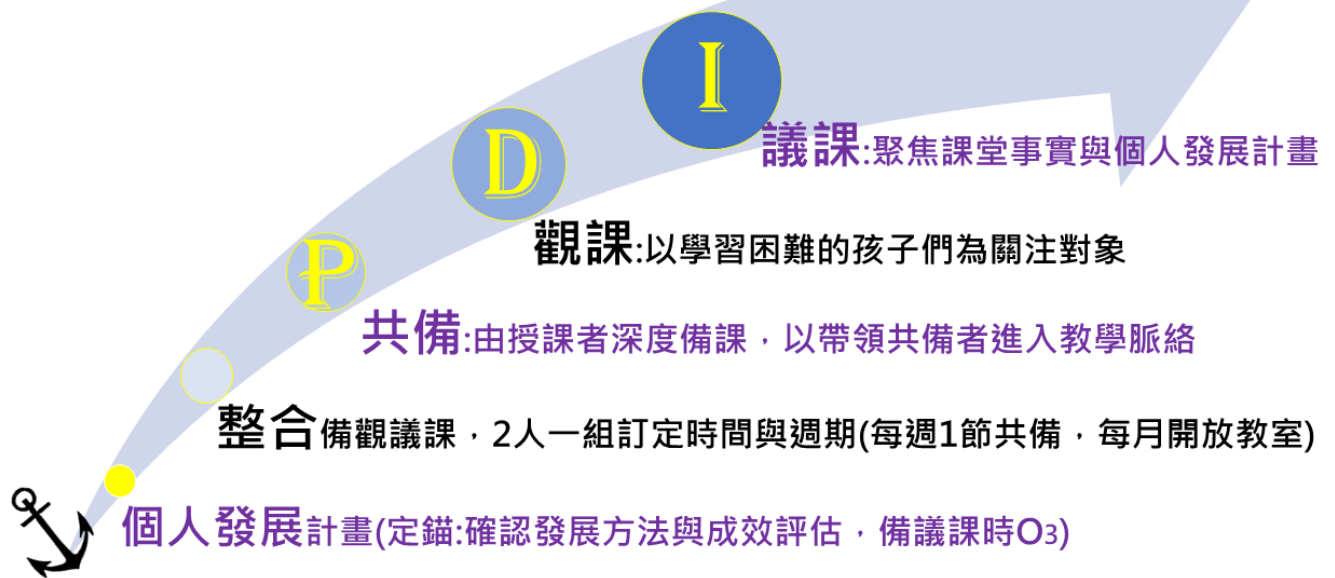 I
議課:聚焦課堂事實與個人發展計畫
D
觀課:以學習困難的孩子們為關注對象
P
共備:由授課者深度備課，以帶領共備者進入教學脈絡
整合備觀議課，2人一組訂定時間與週期(每週1節共備，每月開放教室)
個人發展計畫(定錨:確認發展方法與成效評估，備議課時O3)